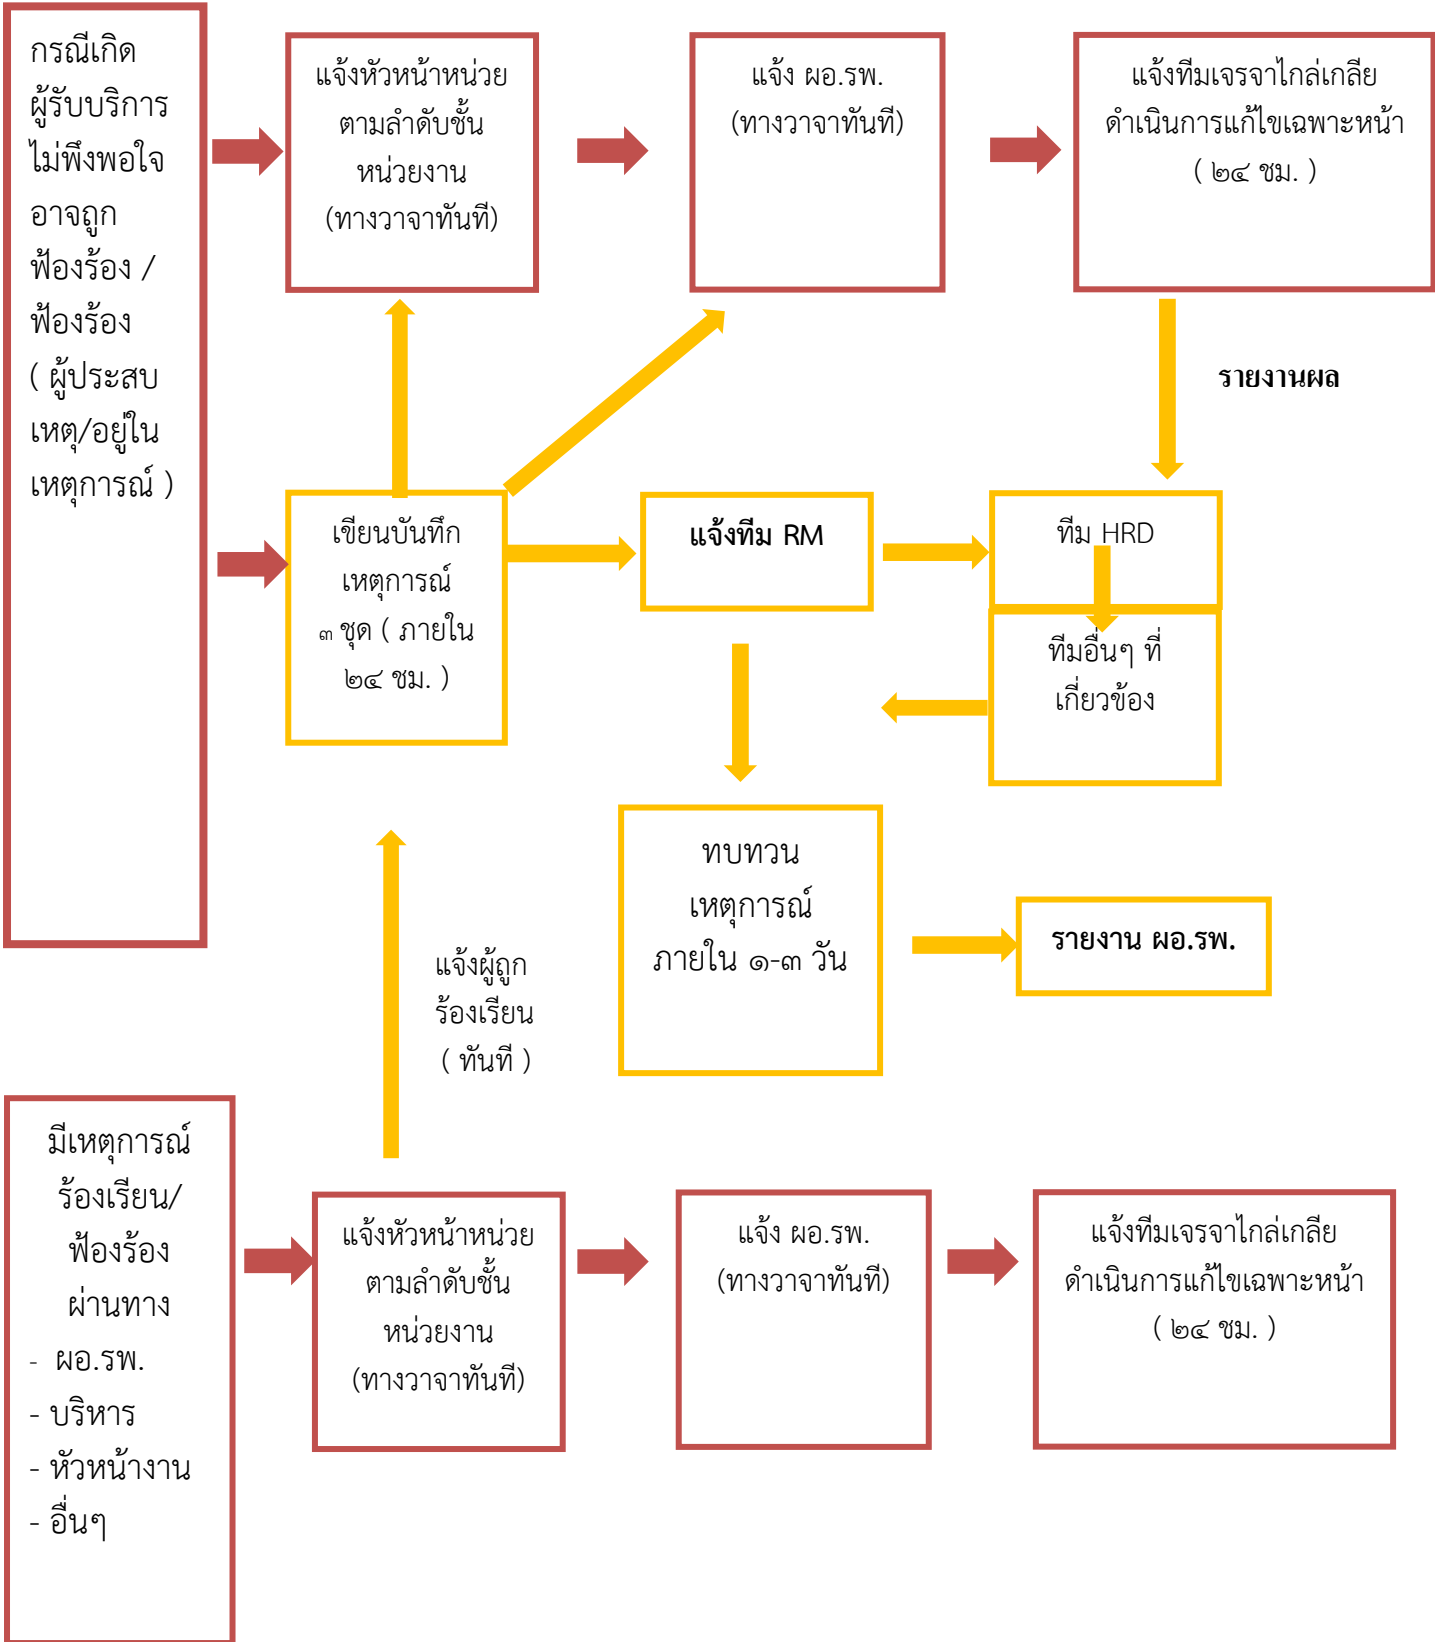 กรณีเกิด
ผู้รับบริการ
ไม่พึงพอใจ
อาจถูก
ฟ้องร้อง /
ฟ้องร้อง
( ผู้ประสบ
เหตุ/อยู่ใน
เหตุการณ์ )
แจ้งหัวหน้าหน่วย
ตามลำดับชั้น
หน่วยงาน
(ทางวาจาทันที)
แจ้ง ผอ.รพ.
(ทางวาจาทันที)
แจ้งทีมเจรจาไกล่เกลีย
ดำเนินการแก้ไขเฉพาะหน้า
( ๒๔ ชม. )
รายงานผล
เขียนบันทึก
เหตุการณ์
๓ ชุด ( ภายใน
๒๔ ชม. )
แจ้งทีม RM
ทีม HRD
ทีมอื่นๆ ที่
เกี่ยวข้อง
ทบทวน
เหตุการณ์
ภายใน ๑-๓ วัน
รายงาน ผอ.รพ.
แจ้งผู้ถูก
ร้องเรียน
( ทันที )
มีเหตุการณ์
ร้องเรียน/
ฟ้องร้อง
ผ่านทาง
- ผอ.รพ.
- บริหาร
- หัวหน้างาน
- อื่นๆ
แจ้งหัวหน้าหน่วย
ตามลำดับชั้น
หน่วยงาน
(ทางวาจาทันที)
แจ้ง ผอ.รพ.
(ทางวาจาทันที)
แจ้งทีมเจรจาไกล่เกลีย
ดำเนินการแก้ไขเฉพาะหน้า
( ๒๔ ชม. )